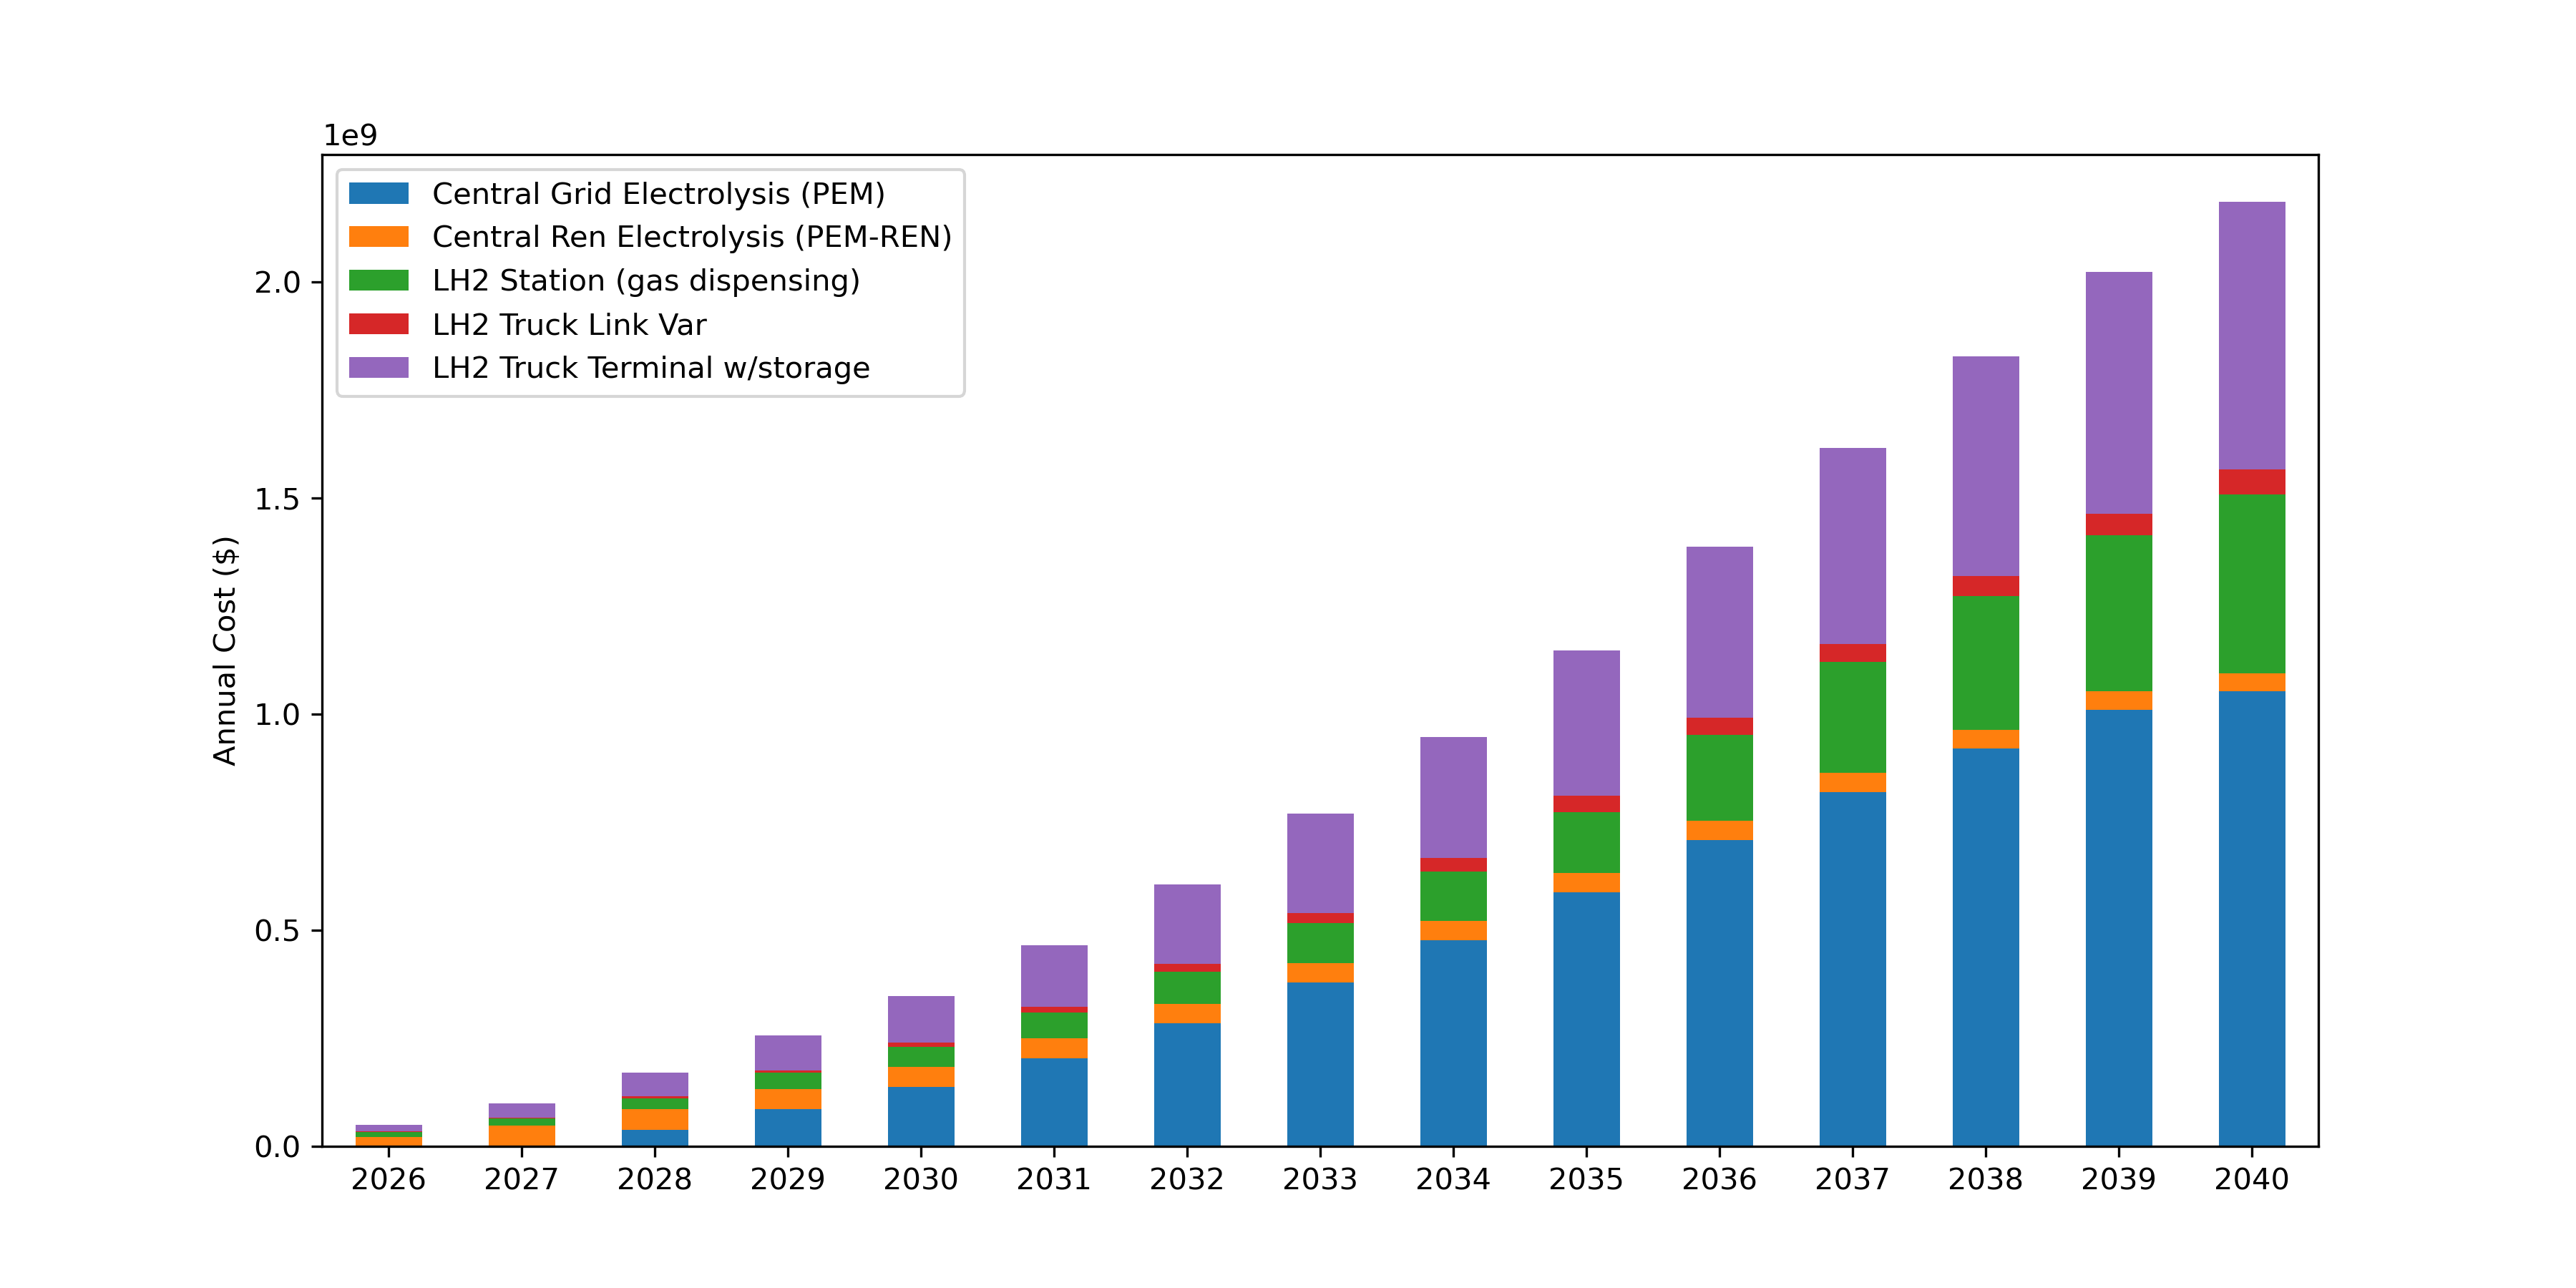 1e9
Central Grid Electrolysis (PEM)
Central Ren Electrolysis (PEM-REN)
LH2 Station (gas dispensing)
LH2 Truck Link Var
LH2 Truck Terminal w/storage
2.0
1.5
1.0
0.5
0.0
Annual Cost ($)
2026 2027 2028 2029 2030 2031 2032 2033 2034 2035 2036 2037 2038 2039 2040